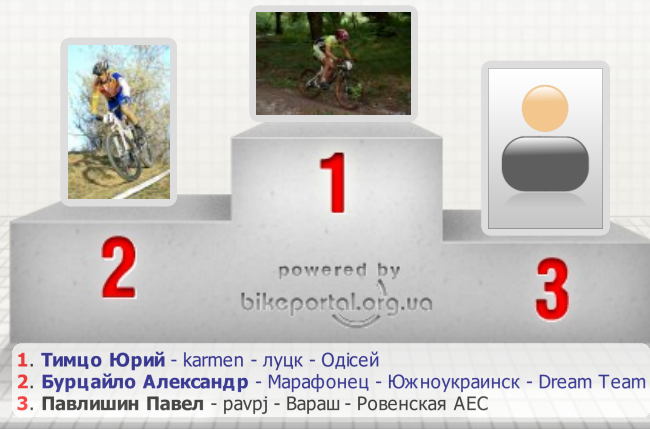 1
2
3
powered by
bikeportal.org.ua
1. Тимцо Юрий - karmen - луцк - Одісей
2. Бурцайло Александр - Марафонец - Южноукраинск - Dream Team
3. Павлишин Павел - pavpj - Вараш - Ровенская АЕС